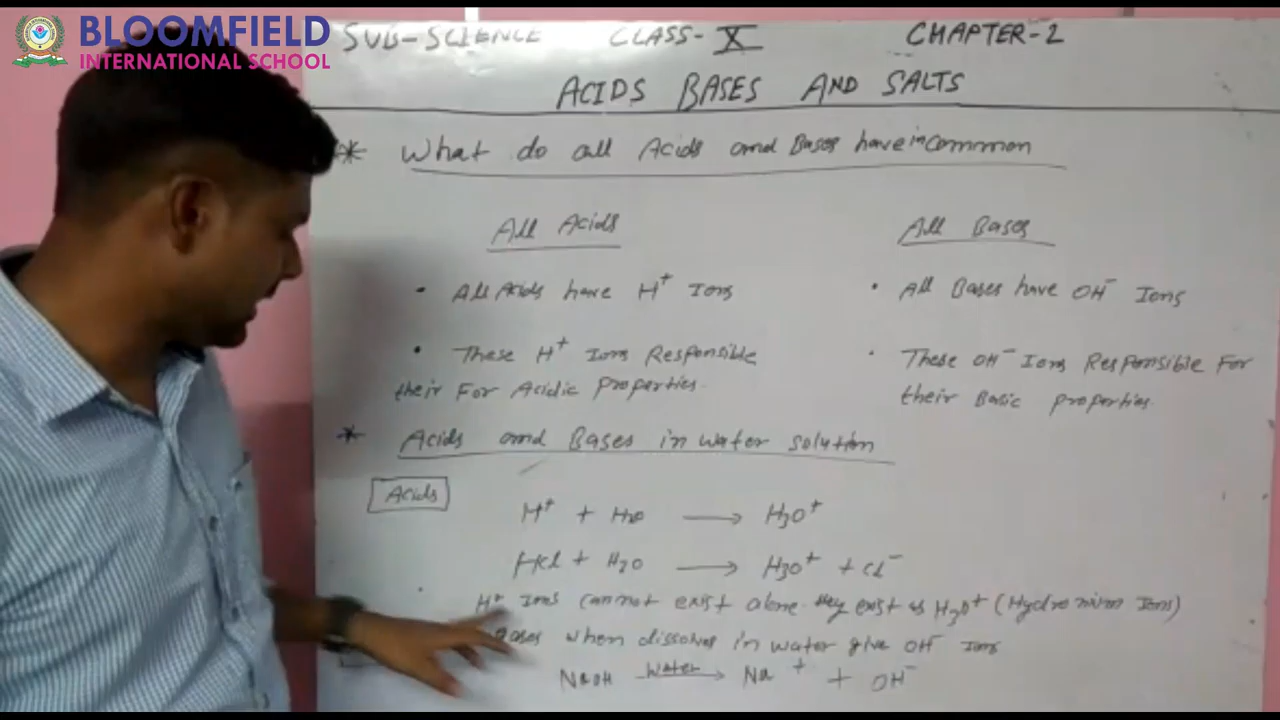 BLOOMFIELD
INTERNATIONAL SCHOOL
SUB-SCIENCE CLASS-X CHAPTER-2
ACIDS BASES AND SALTS
* What do all Acids and Bases have in common
All Acids
All Bases
• All Acids have H⁺ Ions
• All Bases have OH⁻ Ions
• These H⁺ Ions Responsible
their For Acidic Properties.
• These OH⁻ Ions Responsible For
their Basic properties.
* Acids and Bases in water solution
Acids
H⁺ + H₂O → H₃O⁺
HCl + H₂O → H₃O⁺ + Cl⁻
H⁺ Ions cannot exist alone. they exist as H₃O⁺ (Hydronium Ions)
Bases when dissolves in water give OH⁻ Ions
NaOH water → Na⁺ + OH⁻